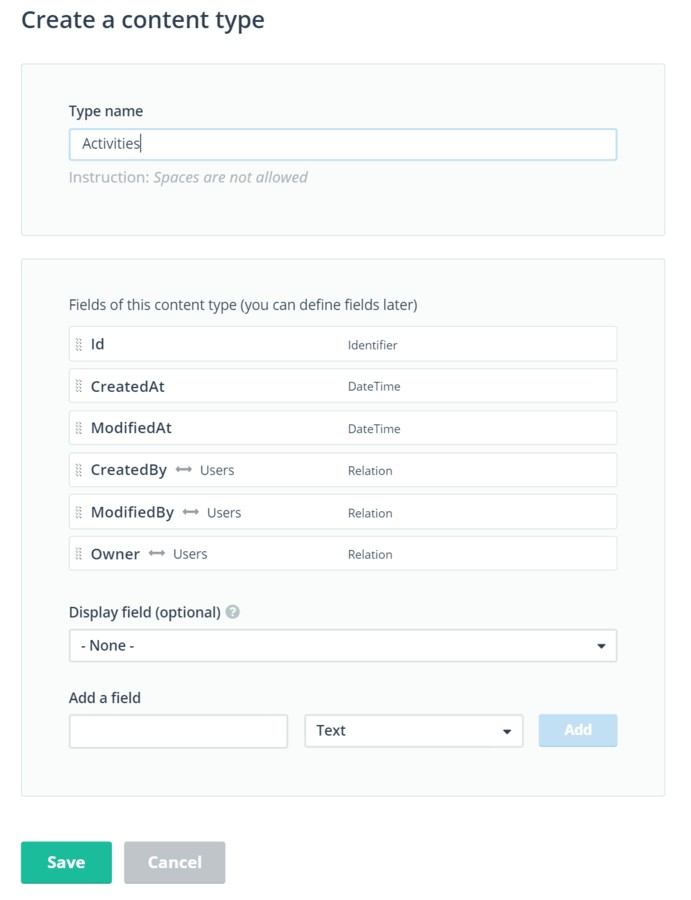 Create a content type
Type name
Activities
Instruction: Spaces are not allowed
Fields of this content type (you can define fields later)
Id Identifier
CreatedAt DateTime
ModifiedAt DateTime
CreatedBy ↔ Users Relation
ModifiedBy ↔ Users Relation
Owner ↔ Users Relation
Display field (optional) ?
- None -
Add a field
Text Add
Save Cancel